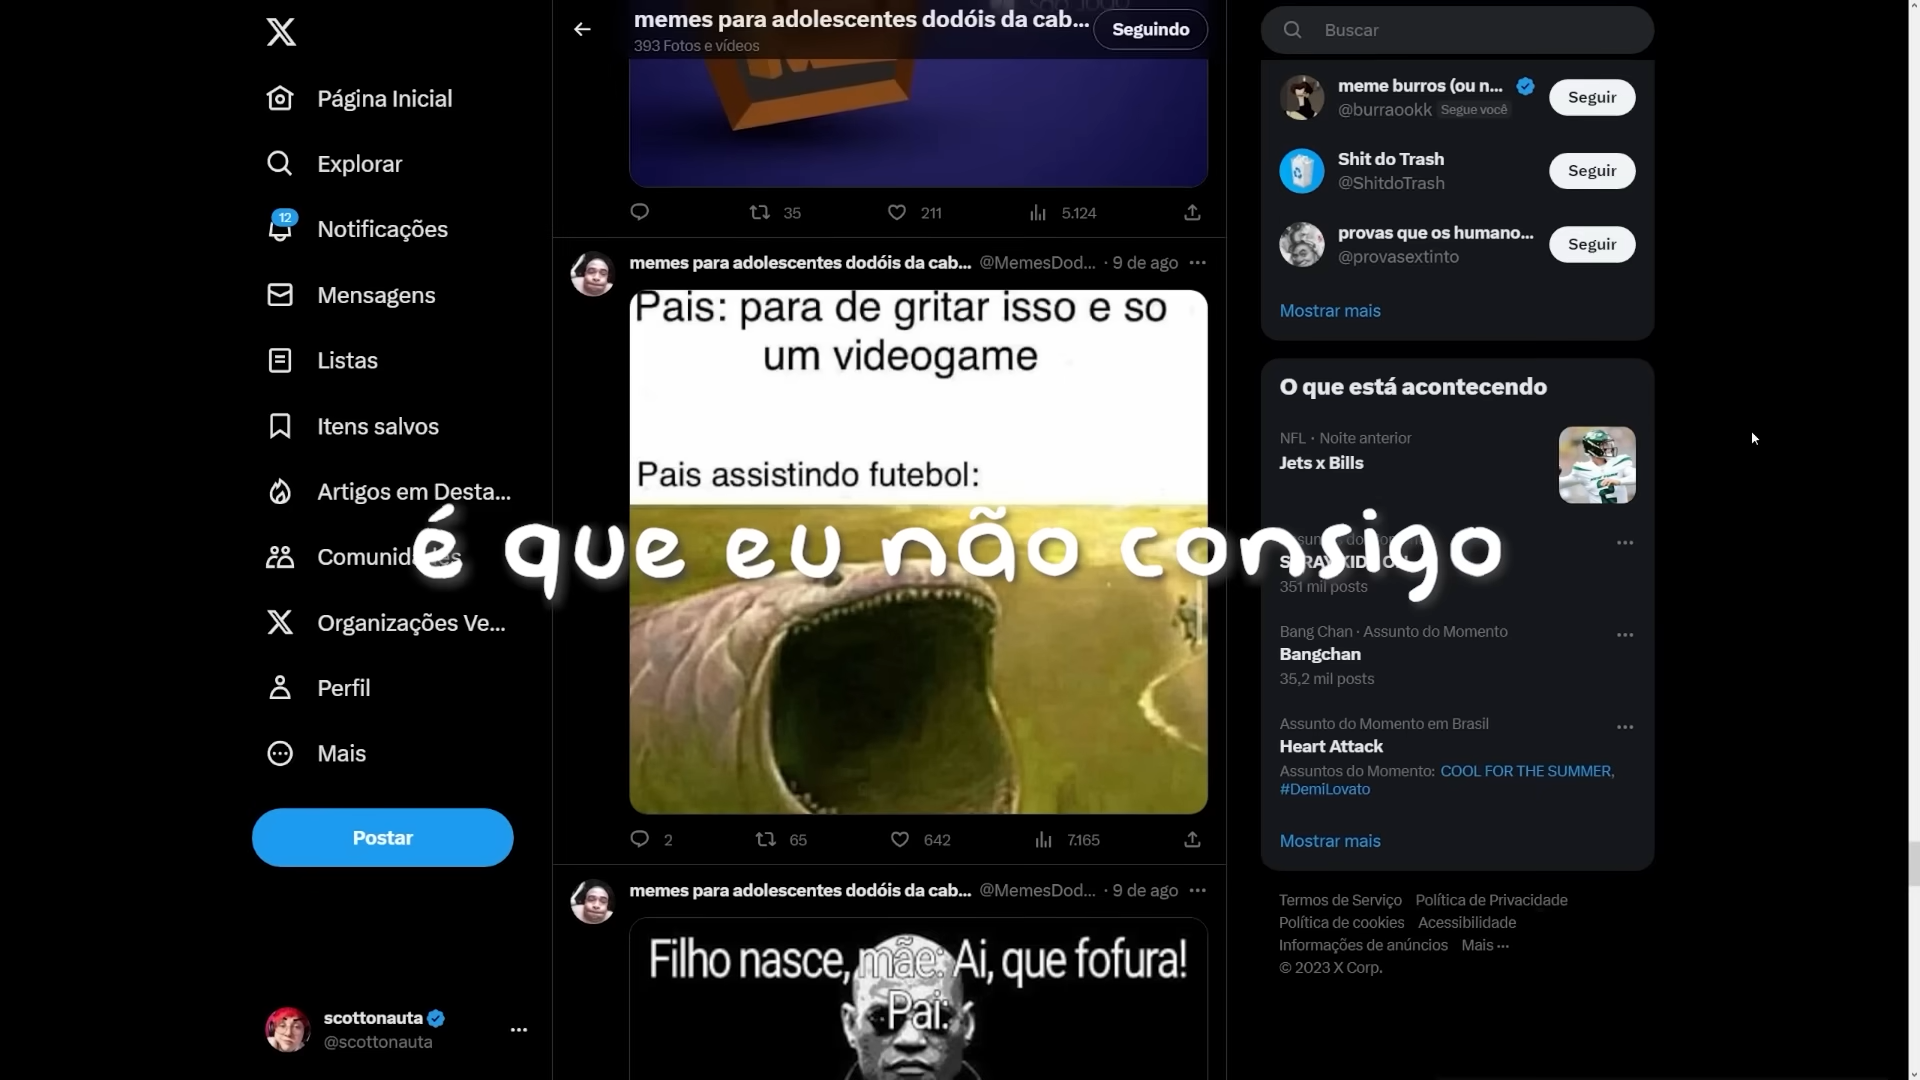 Página Inicial
Explorar
12
Notificações
Mensagens
Listas
Itens salvos
Artigos em Desta...
Organizações Ve...
Perfil
Mais
Postar
scottonauta
@scottonauta
memes para adolescentes dodóis da cab...
393 Fotos e vídeos
Seguindo
35 211 5.124
memes para adolescentes dodóis da cab... @MemesDod... · 9 de ago
Pais: para de gritar isso e so
um videogame
Pais assistindo futebol:
é que eu não consigo
2 65 642 7.165
memes para adolescentes dodóis da cab... @MemesDod... · 9 de ago
Filho nasce, mãe: Ai, que fofura!
Pai:
Buscar
meme burros (ou n...
@burraookk Segue você
Seguir
Shit do Trash
@ShitdoTrash
Seguir
provas que os humano...
@provasextinto
Seguir
Mostrar mais
O que está acontecendo
NFL · Noite anterior
Jets x Bills
351 mil posts
Bang Chan · Assunto do Momento
Bangchan
35,2 mil posts
Assunto do Momento em Brasil
Heart Attack
Assuntos do Momento: COOL FOR THE SUMMER,
#DemiLovato
Mostrar mais
Termos de Serviço Política de Privacidade
Política de cookies Acessibilidade
Informações de anúncios Mais ···
© 2023 X Corp.